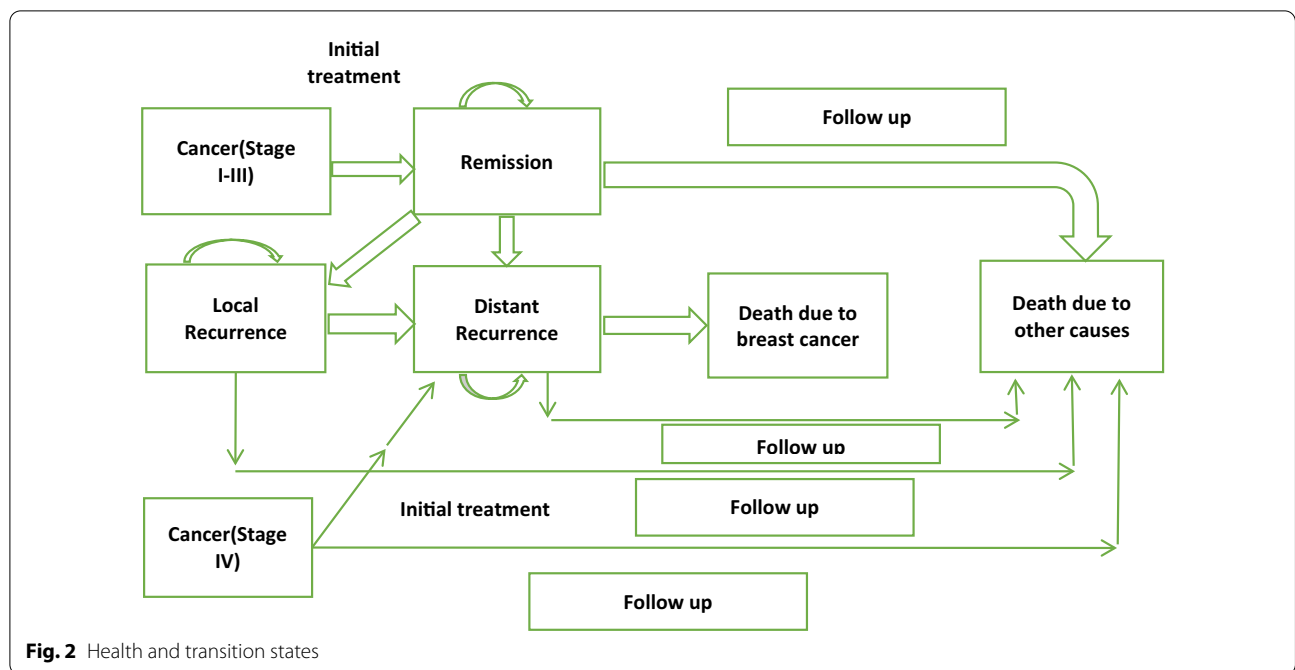 Initial
treatment
Follow up
Cancer(Stage
I-III)
Remission
Local
Recurrence
Distant
Recurrence
Death due to
breast cancer
Death due to
other causes
Follow up
Initial treatment
Follow up
Cancer(Stage
IV)
Follow up
Fig. 2 Health and transition states